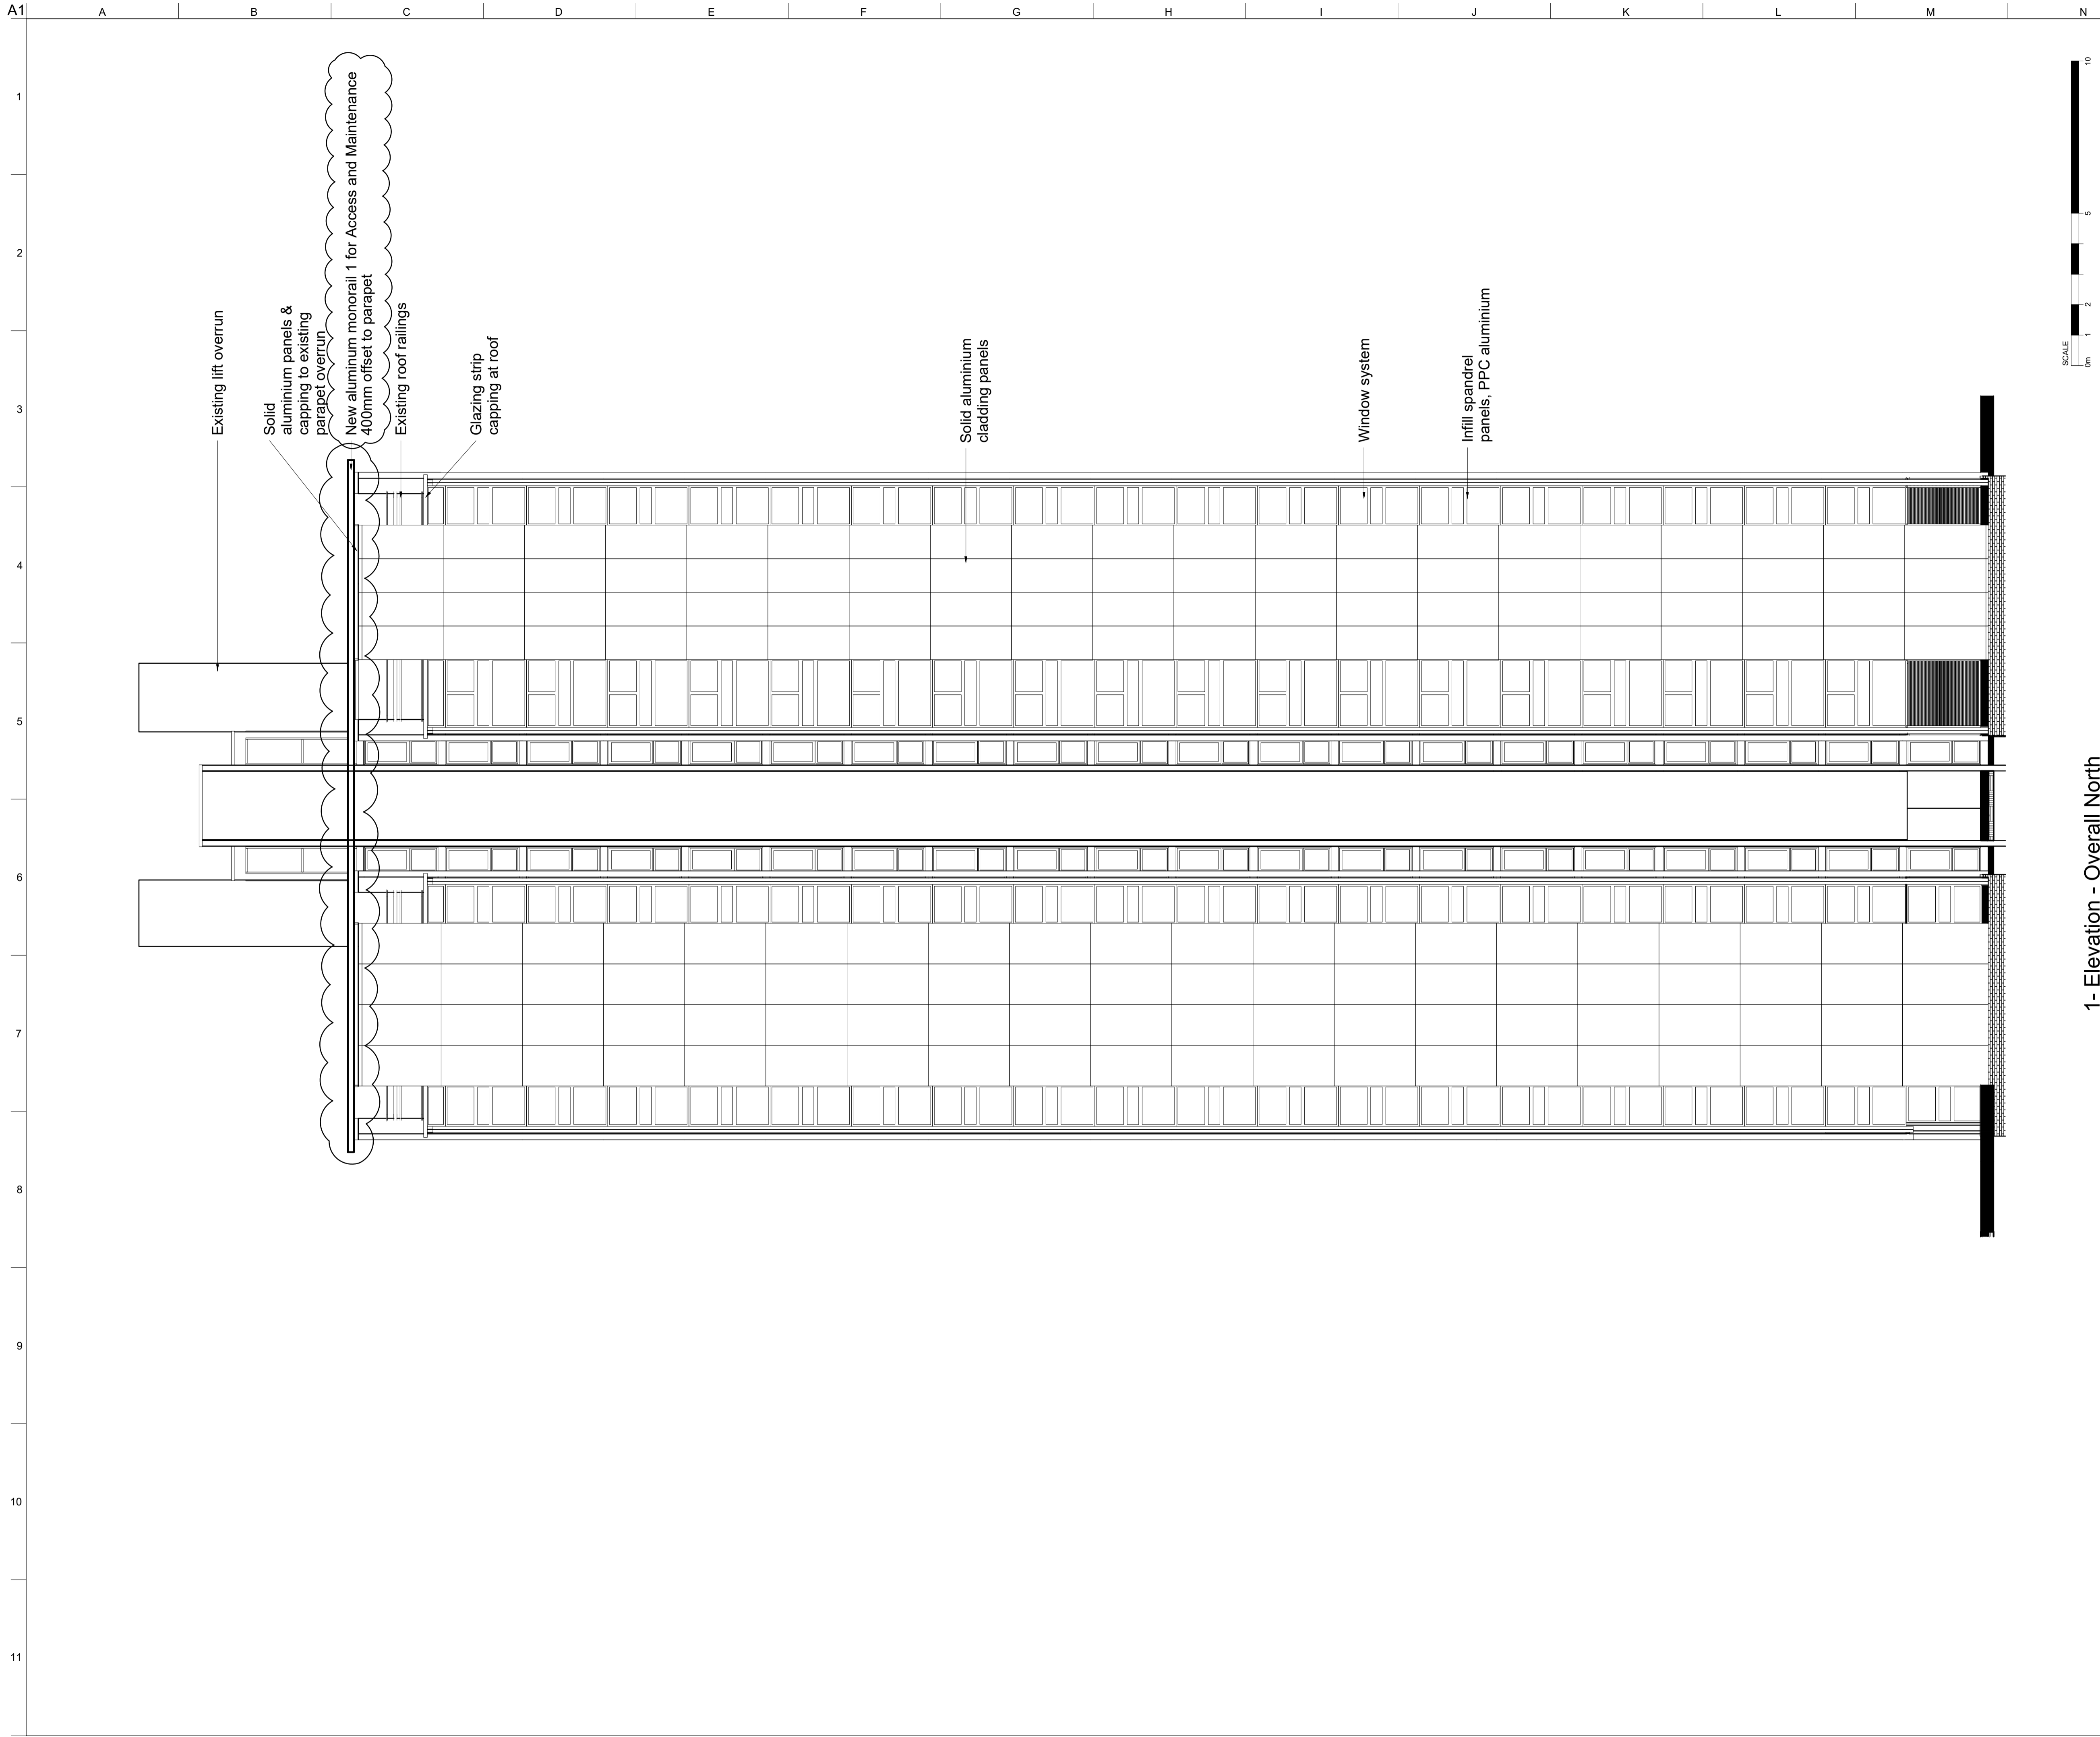 A1
A
B
C
D
E
F
G
H
I
J
K
L
M
N
1
2
3
4
5
6
7
8
9
10
11
Existing lift overrun
Solid
aluminium panels &
capping to existing
parapet overrun
New aluminum monorail 1 for Access and Maintenance
400mm offset to parapet
Existing roof railings
Glazing strip
capping at roof
Solid aluminium
cladding panels
Window system
Infill spandrel
panels, PPC aluminium
SCALE
0m
1
2
5
10
1- Elevation - Overall North